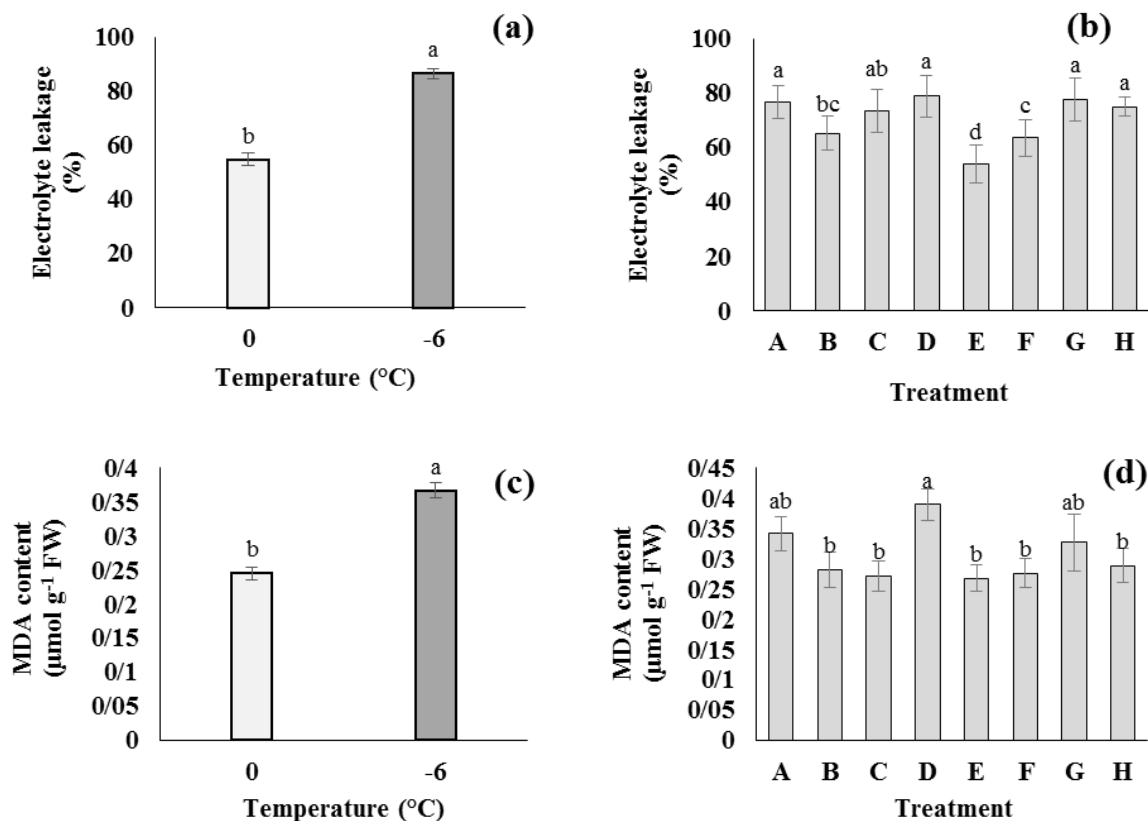 (a)
Electrolyte leakage
(%)
100
80
60
40
20
0
b
a
0 -6
Temperature (°C)
(b)
Electrolyte leakage
(%)
100
80
60
40
20
0
a bc ab a d c a a
A B C D E F G H
Treatment
(c)
MDA content
(µmol g⁻¹ FW)
0/4
0/35
0/3
0/25
0/2
0/15
0/1
0/05
0
b
a
0 -6
Temperature (°C)
(d)
MDA content
(µmol g⁻¹ FW)
0/45
0/4
0/35
0/3
0/25
0/2
0/15
0/1
0/05
0
ab b b a b b ab b
A B C D E F G H
Treatment